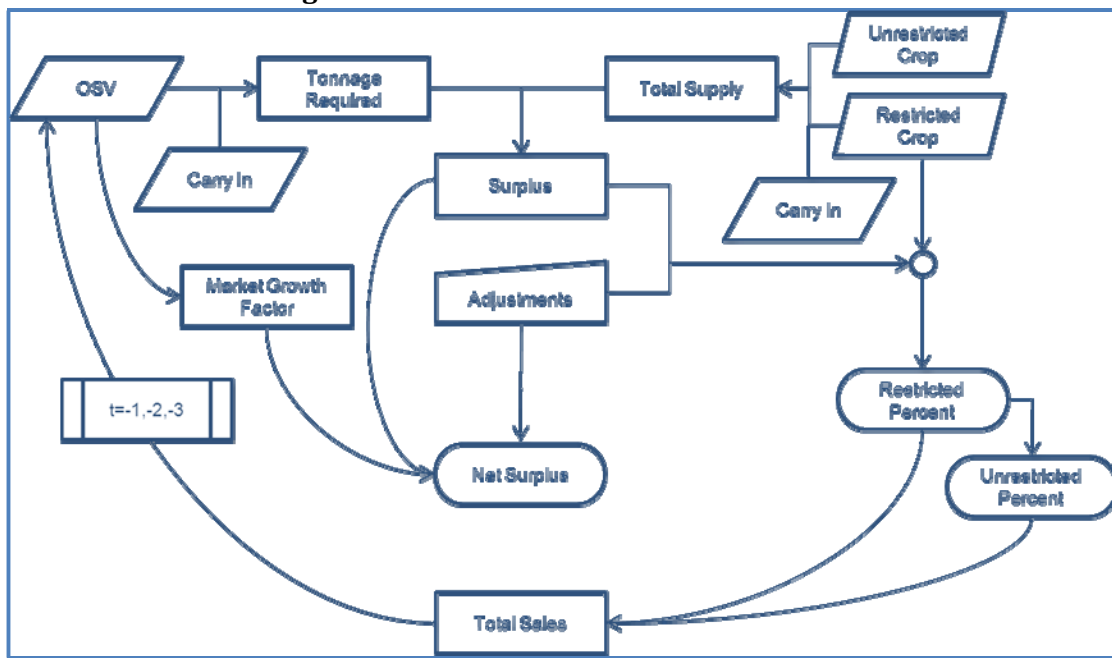 OSV
Tonnage
Required
Total Supply
Unrestricted
Crop
Restricted
Crop
Carry In
Surplus
Carry In
Market Growth
Factor
Adjustments
t=-1,-2,-3
Restricted
Percent
Net Surplus
Unrestricted
Percent
Total Sales